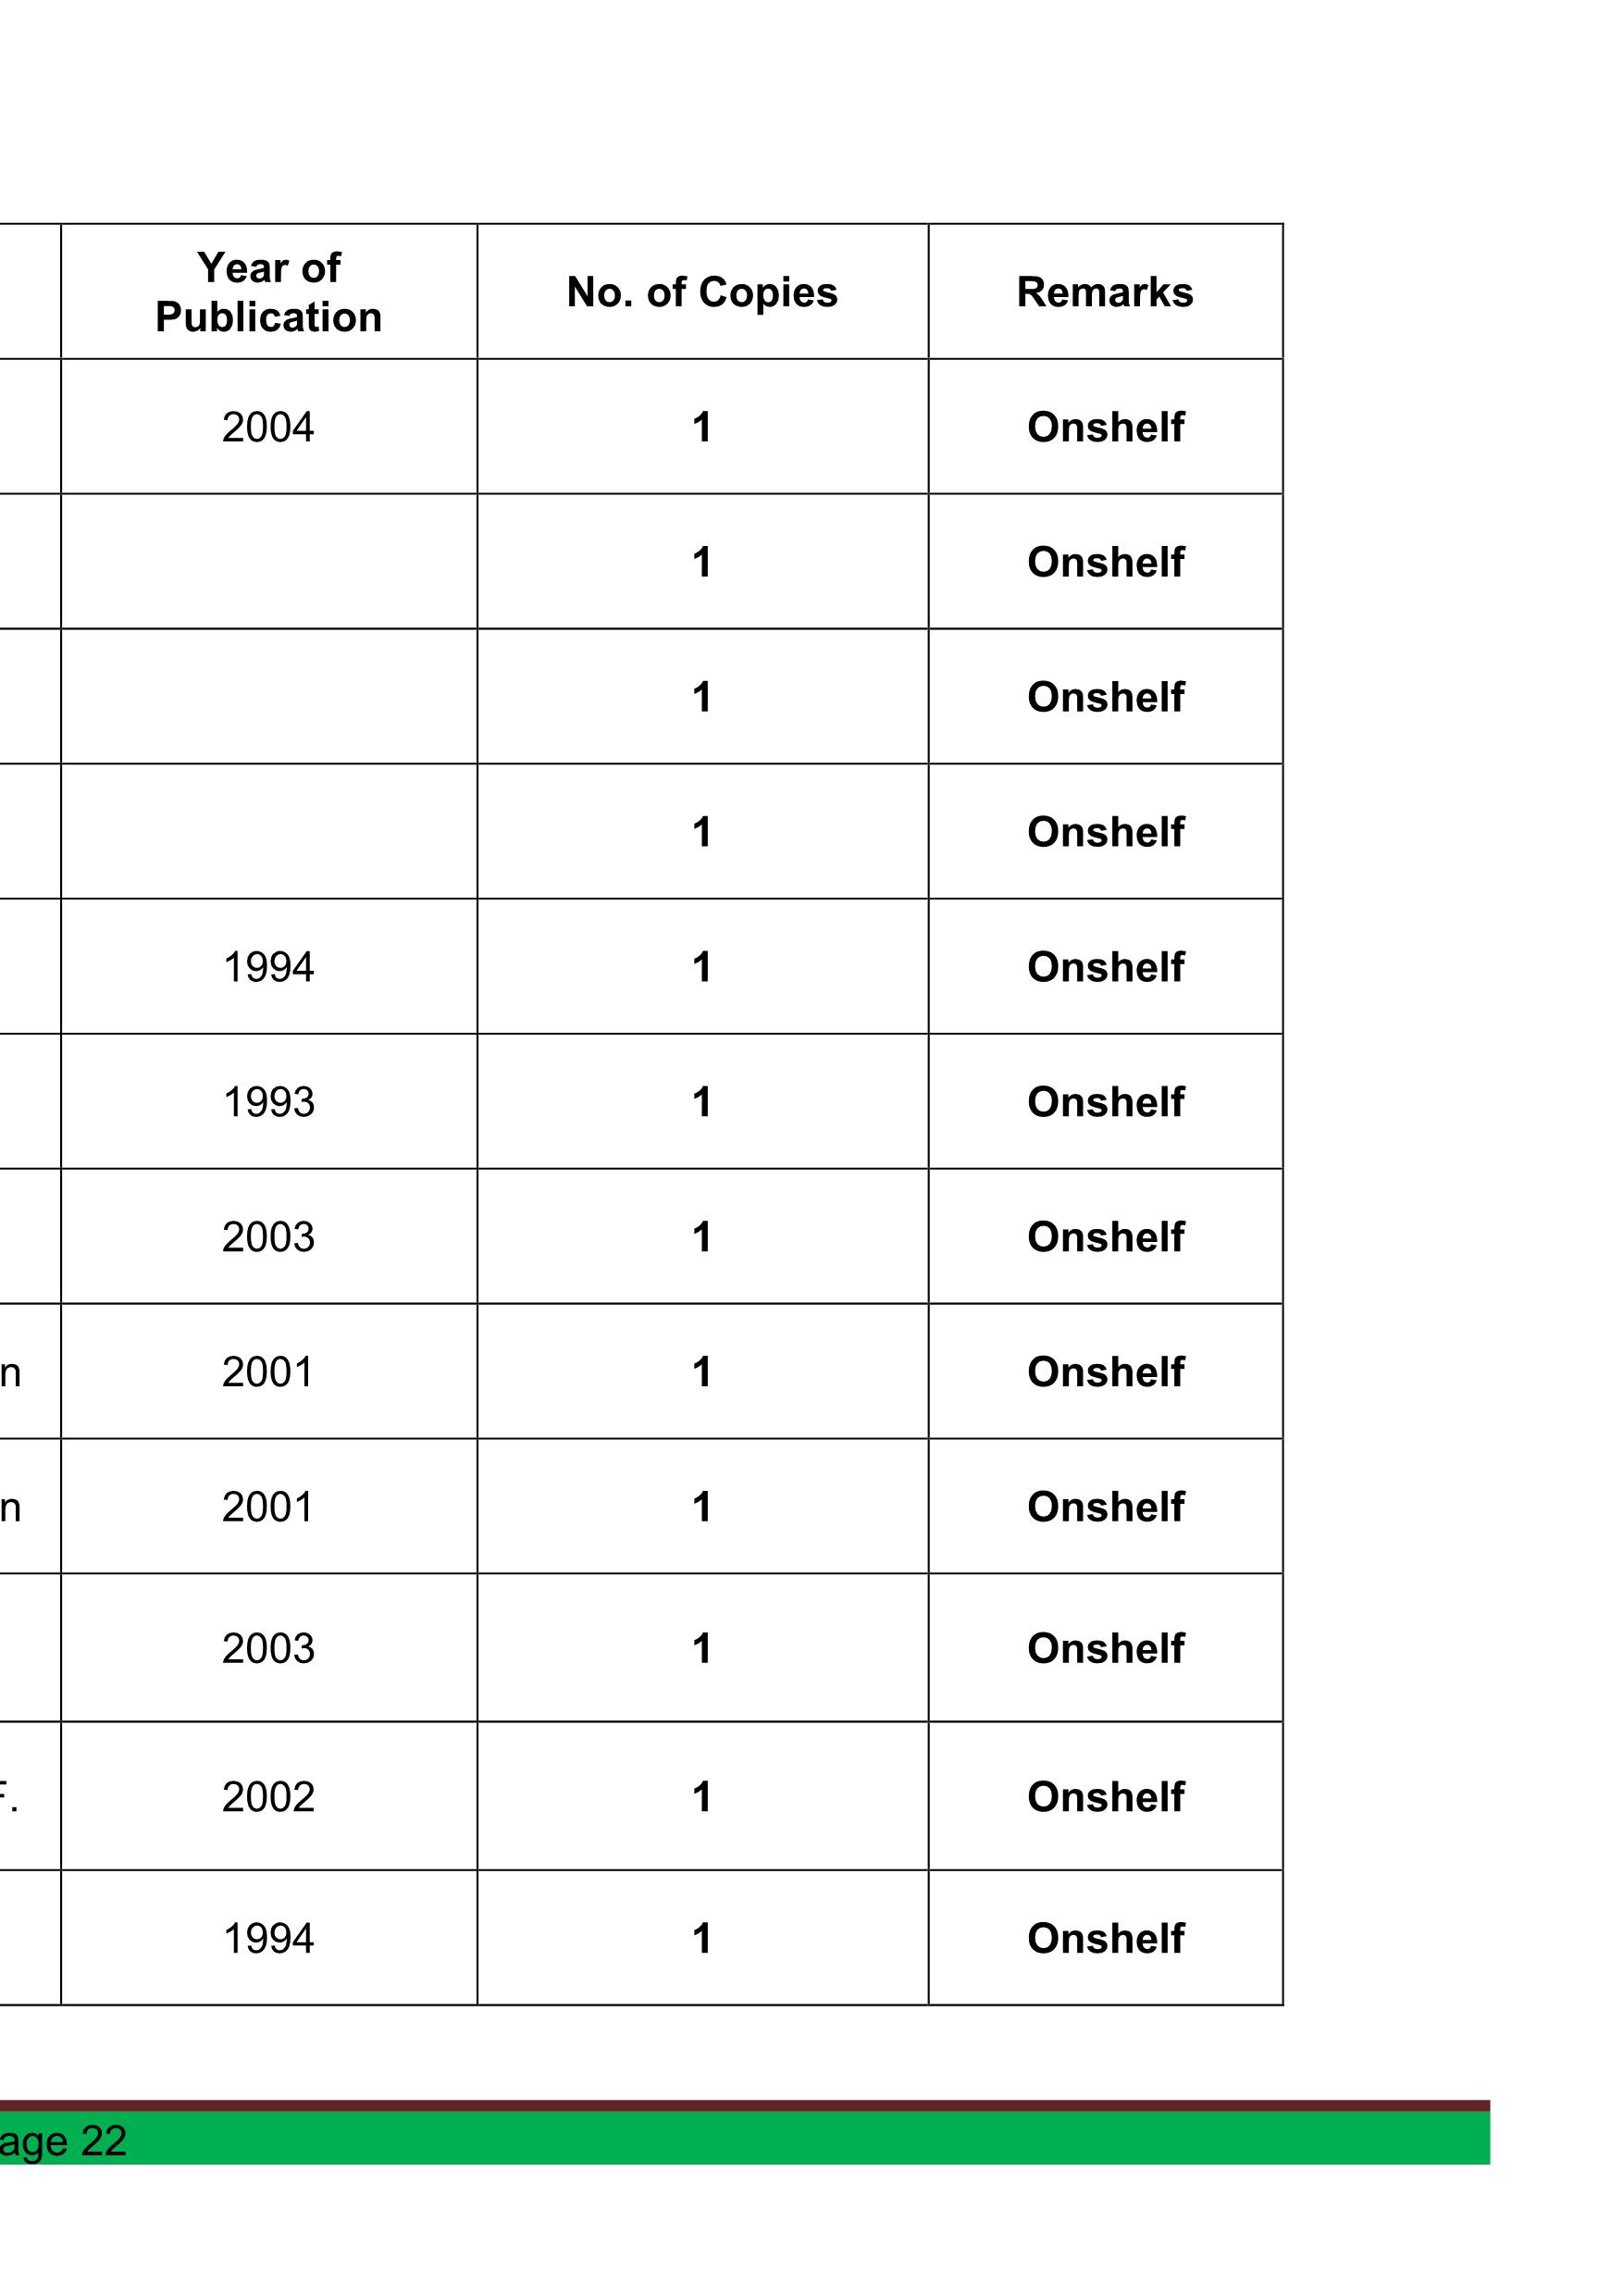 Year of
Publication
No. of Copies
Remarks
2004 1 Onshelf
1 Onshelf
1 Onshelf
1 Onshelf
1994 1 Onshelf
1993 1 Onshelf
2003 1 Onshelf
n 2001 1 Onshelf
n 2001 1 Onshelf
2003 1 Onshelf
F. 2002 1 Onshelf
1994 1 Onshelf
age 22